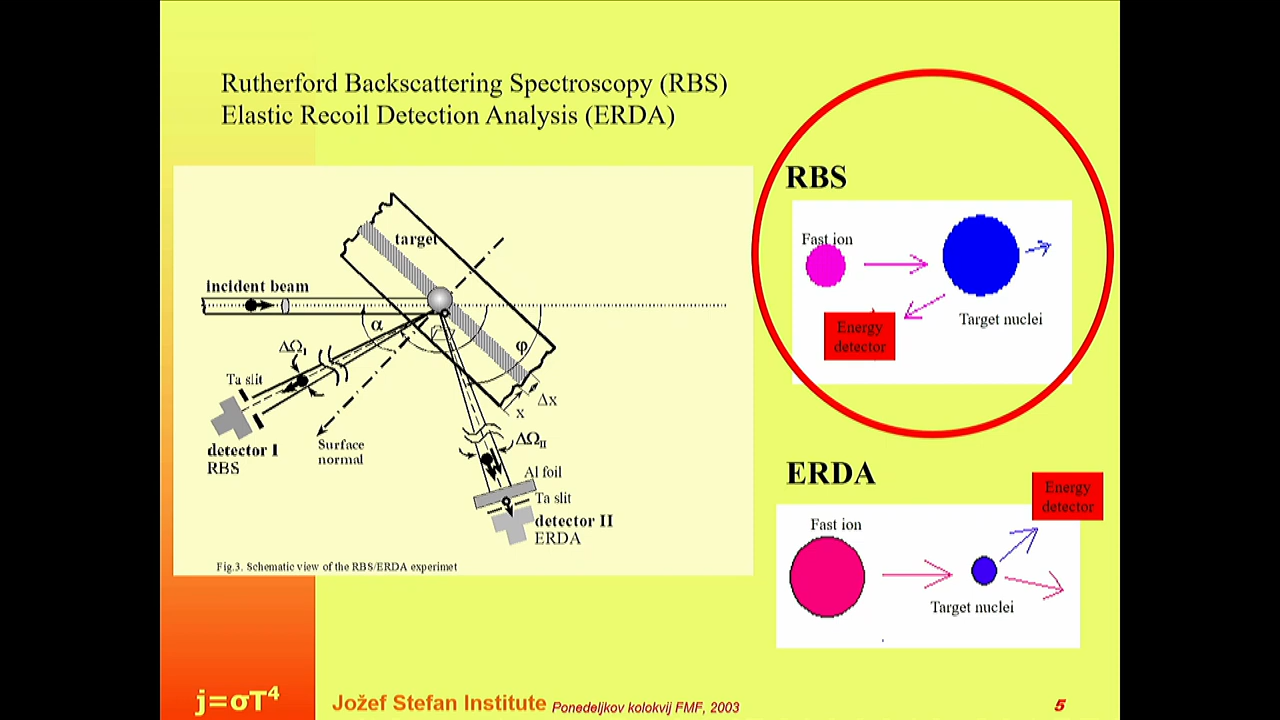 Rutherford Backscattering Spectroscopy (RBS)
Elastic Recoil Detection Analysis (ERDA)
target
incident beam
α
φ
ΔΩI
Ta slit
Δx
x
detector I
RBS
Surface
normal
ΔΩII
Al foil
Ta slit
detector II
ERDA
Fig.3. Schematic view of the RBS/ERDA experimet
RBS
Fast ion
Target nuclei
Energy
detector
ERDA
Energy
detector
Fast ion
Target nuclei
j=σT⁴
Jožef Stefan Institute Ponedeljkov kolokvij FMF, 2003
5